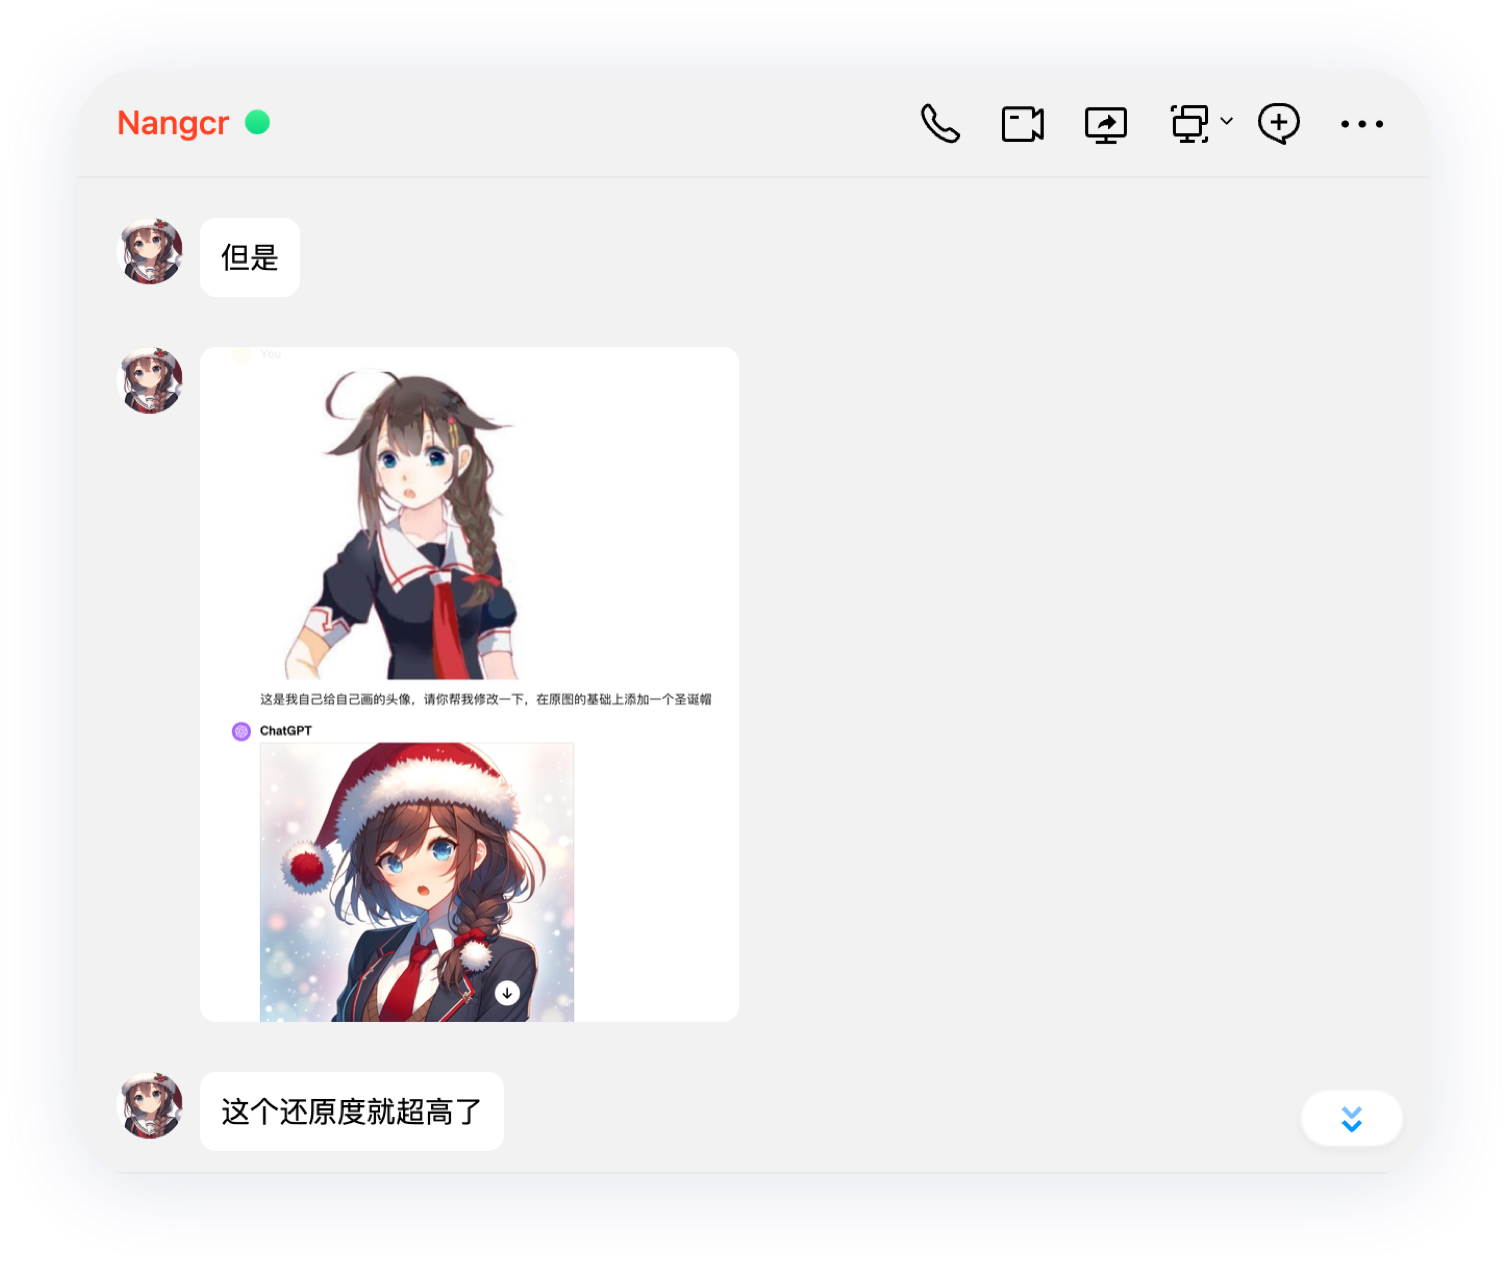 Nangcr
但是
You
这是我自己给自己画的头像，请你帮我修改一下，在原图的基础上添加一个圣诞帽
ChatGPT
这个还原度就超高了